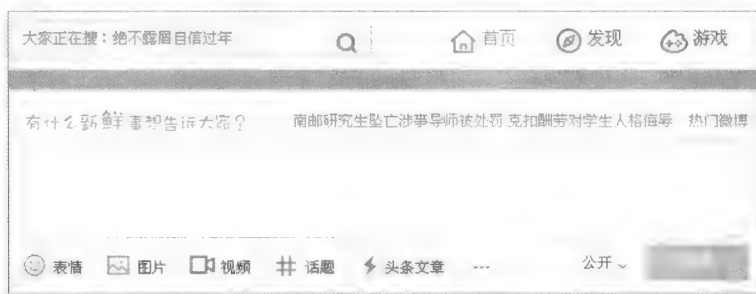 大家正在搜：绝不露眉目信过年 首页 发现 游戏
有什么新鲜事想告诉大家？ 南邮研究生坠亡涉事导师被处罚 克扣酬劳对学生人格侮辱 热门微博
表情 图片 视频 话题 头条文章 ... 公开